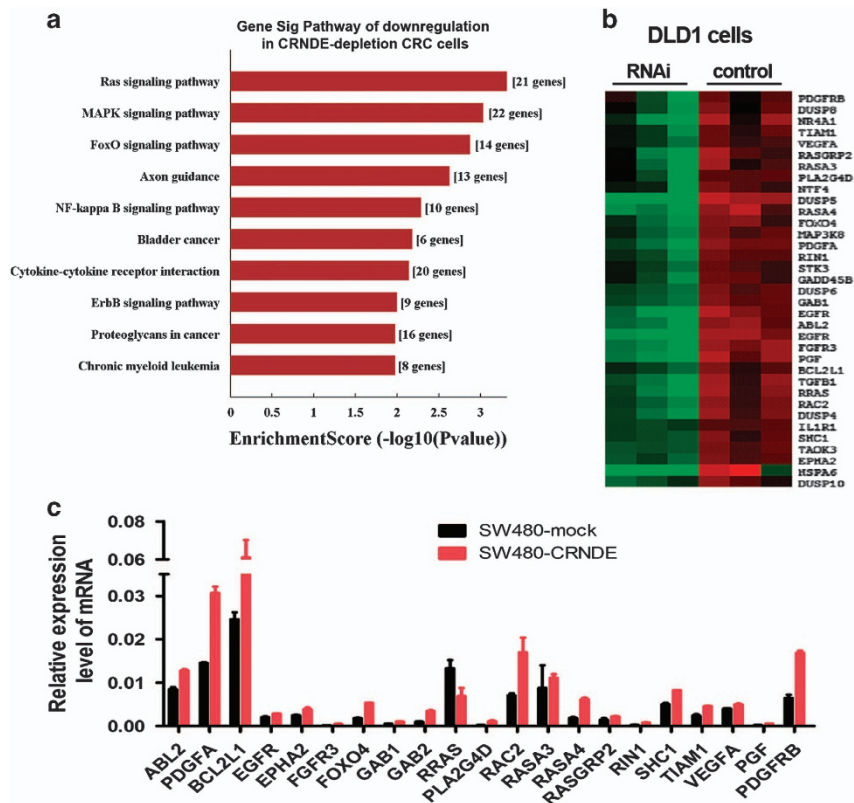 a
Gene Sig Pathway of downregulation
in CRNDE-depletion CRC cells
Ras signaling pathway [21 genes]
MAPK signaling pathway [22 genes]
FoxO signaling pathway [14 genes]
Axon guidance [13 genes]
NF-kappa B signaling pathway [10 genes]
Bladder cancer [6 genes]
Cytokine-cytokine receptor interaction [20 genes]
ErbB signaling pathway [9 genes]
Proteoglycans in cancer [16 genes]
Chronic myeloid leukemia [8 genes]
0 0.5 1 1.5 2 2.5 3
EnrichmentScore (-log10(Pvalue))
b
DLD1 cells
RNAi control
PDGFRB
DUSP8
NR4A1
TIAM1
VEGFA
RASGRP2
RASA3
PLA2G4D
NTF4
DUSP5
RASA4
FOXO4
MAP3K8
PDGFA
RIN1
STK3
GADD45B
DUSP6
GAB1
EGFR
ABL2
EGFR
FGFR3
PGF
BCL2L1
TGFB1
RRAS
RAC2
DUSP4
IL1R1
SHC1
TAOK3
EPHA2
HSPA6
DUSP10
c
Relative expression
level of mRNA
0.08
0.06
0.04
0.03
0.02
0.01
0.00
SW480-mock
SW480-CRNDE
ABL2 PDGFA BCL2L1 EGFR EPHA2 FGFR3 FOXO4 GAB1 GAB2 RRAS PLA2G4D RAC2 RASA3 RASA4 RASGRP2 RIN1 SHC1 TIAM1 VEGFA PGF PDGFRB